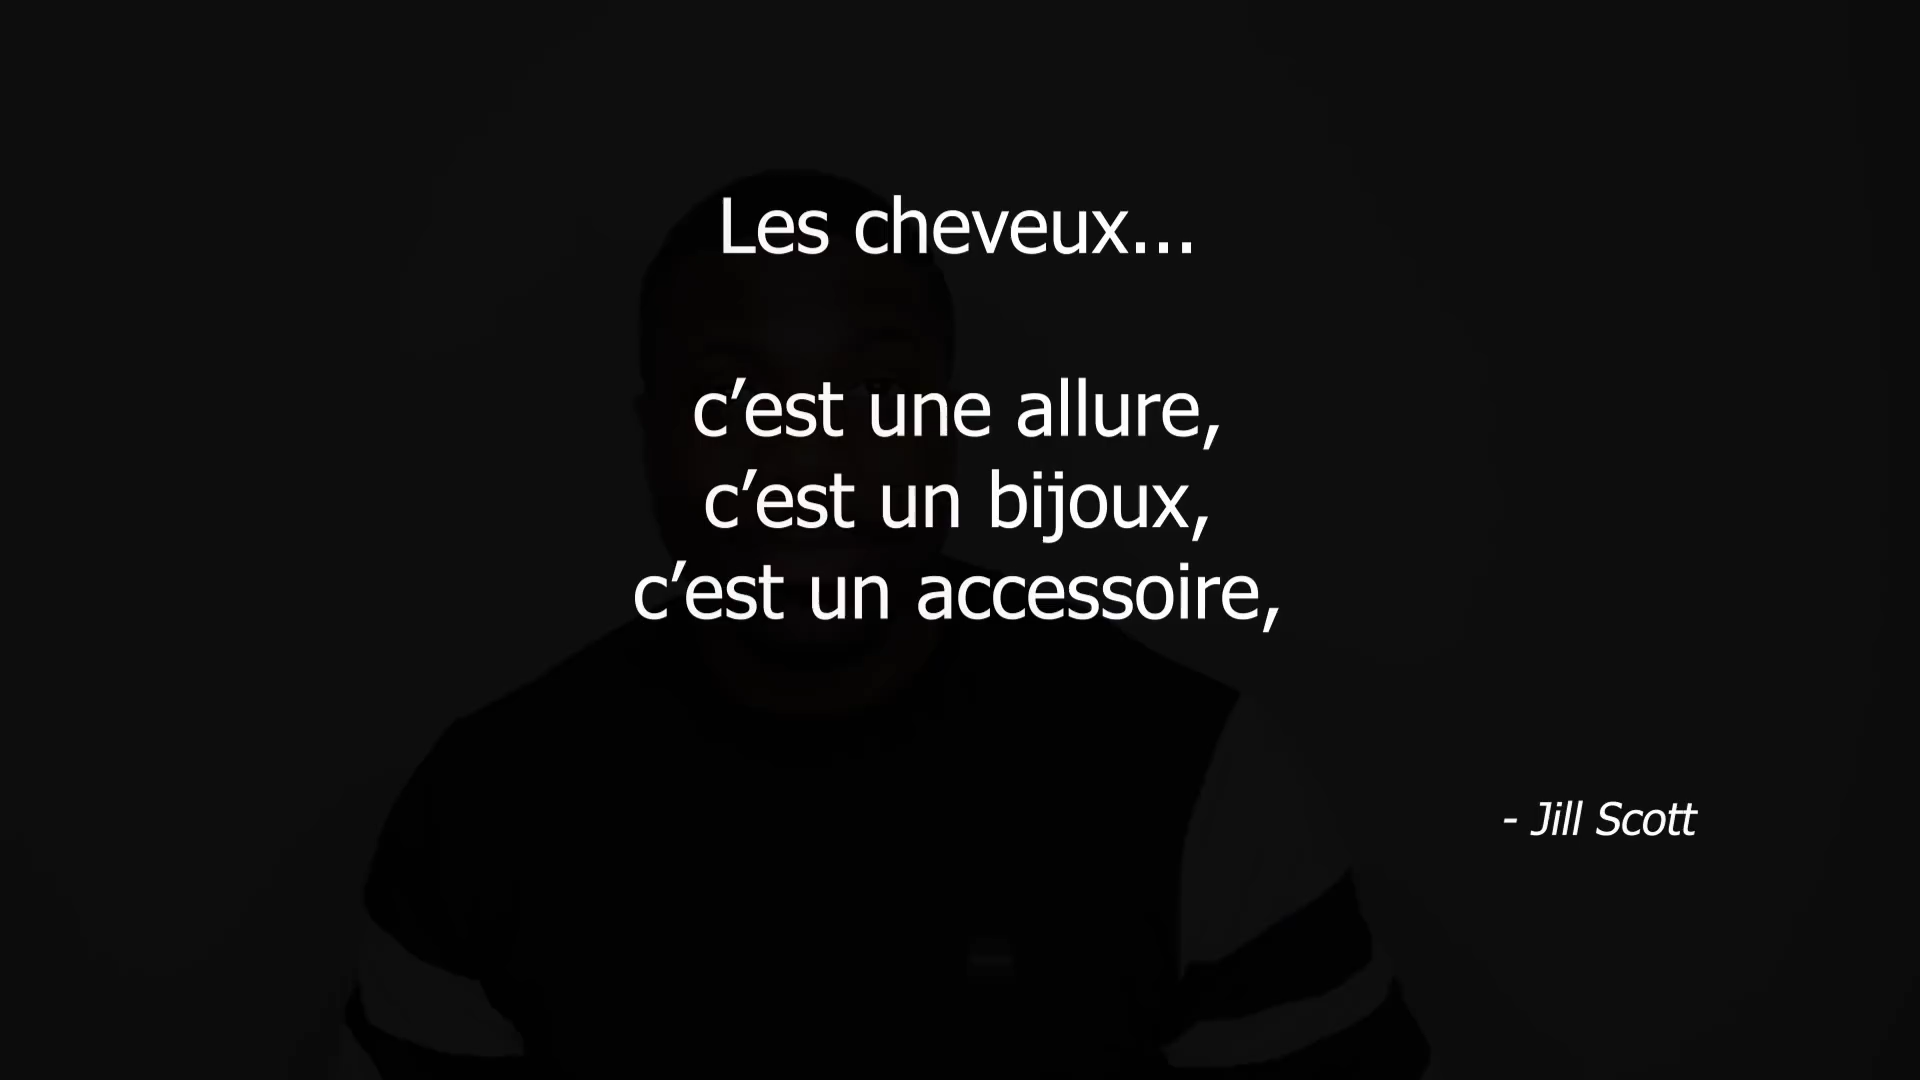 Les cheveux...
c’est une allure,
c’est un bijoux,
c’est un accessoire,
- Jill Scott